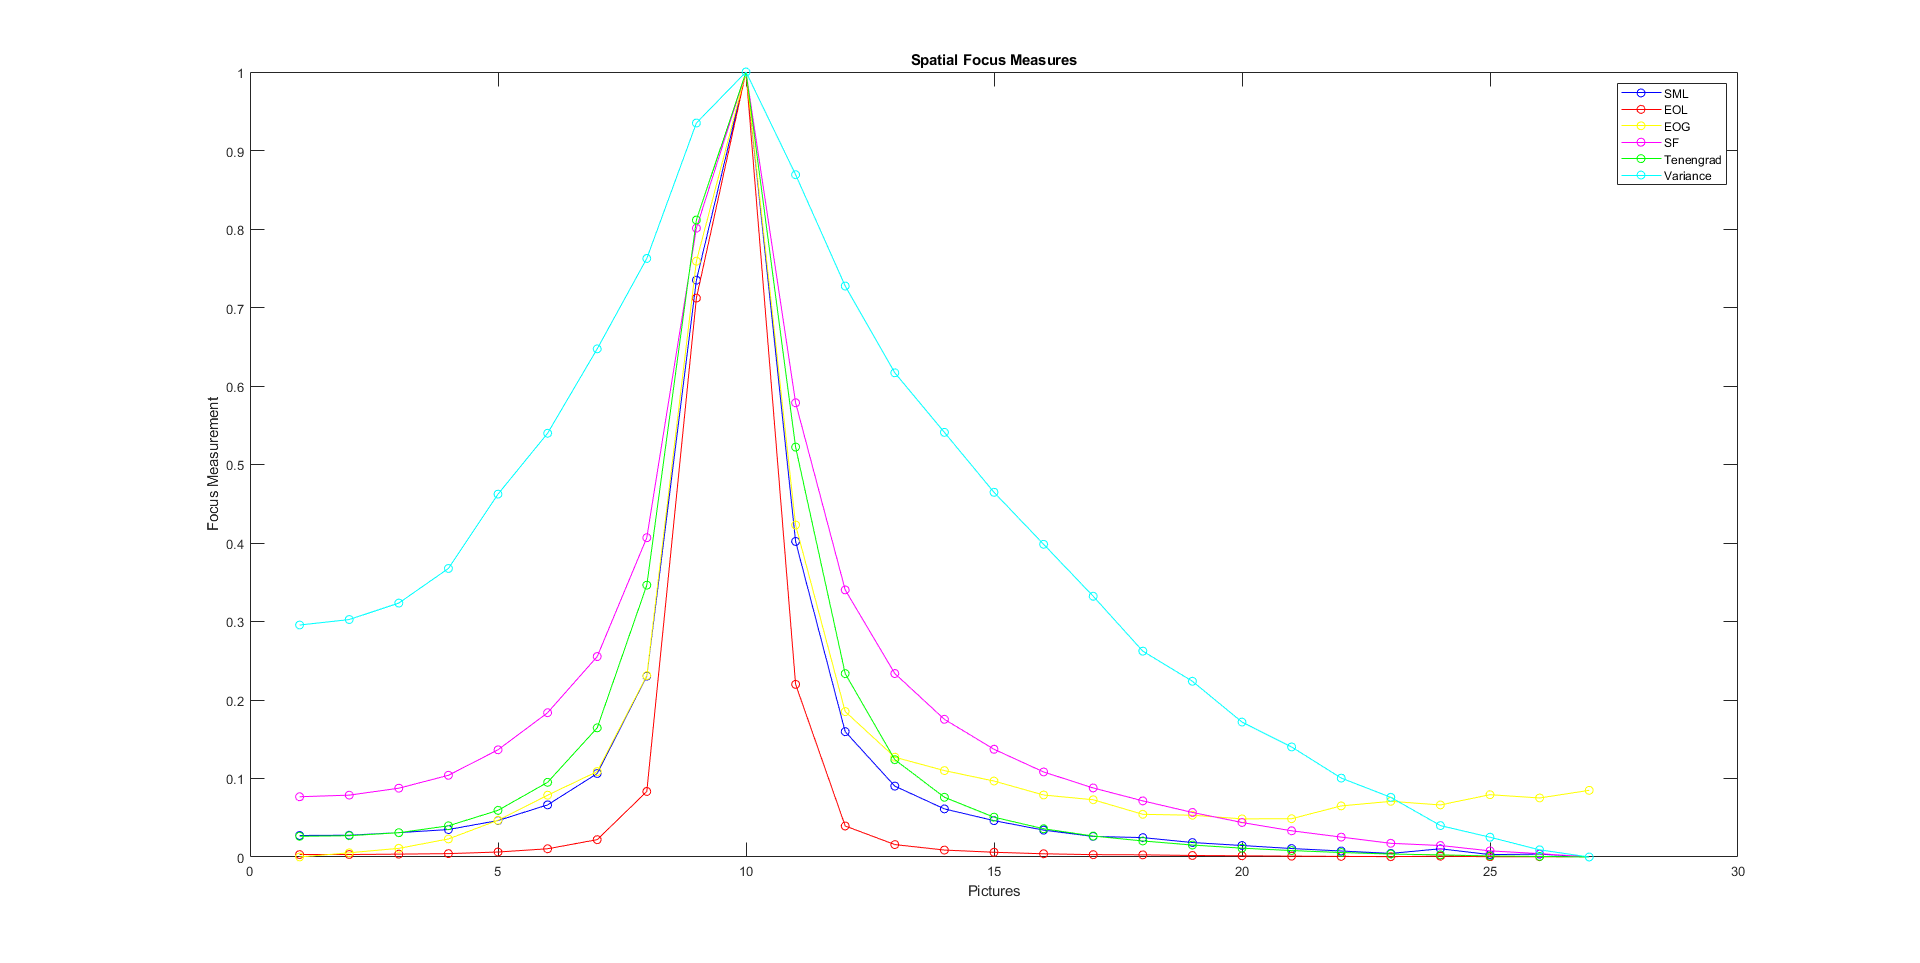 Spatial Focus Measures
SML
EOL
EOG
SF
Tenengrad
Variance
1
0.9
0.8
0.7
0.6
0.5
0.4
0.3
0.2
0.1
0
Focus Measurement
0 5 10 15 20 25 30
Pictures